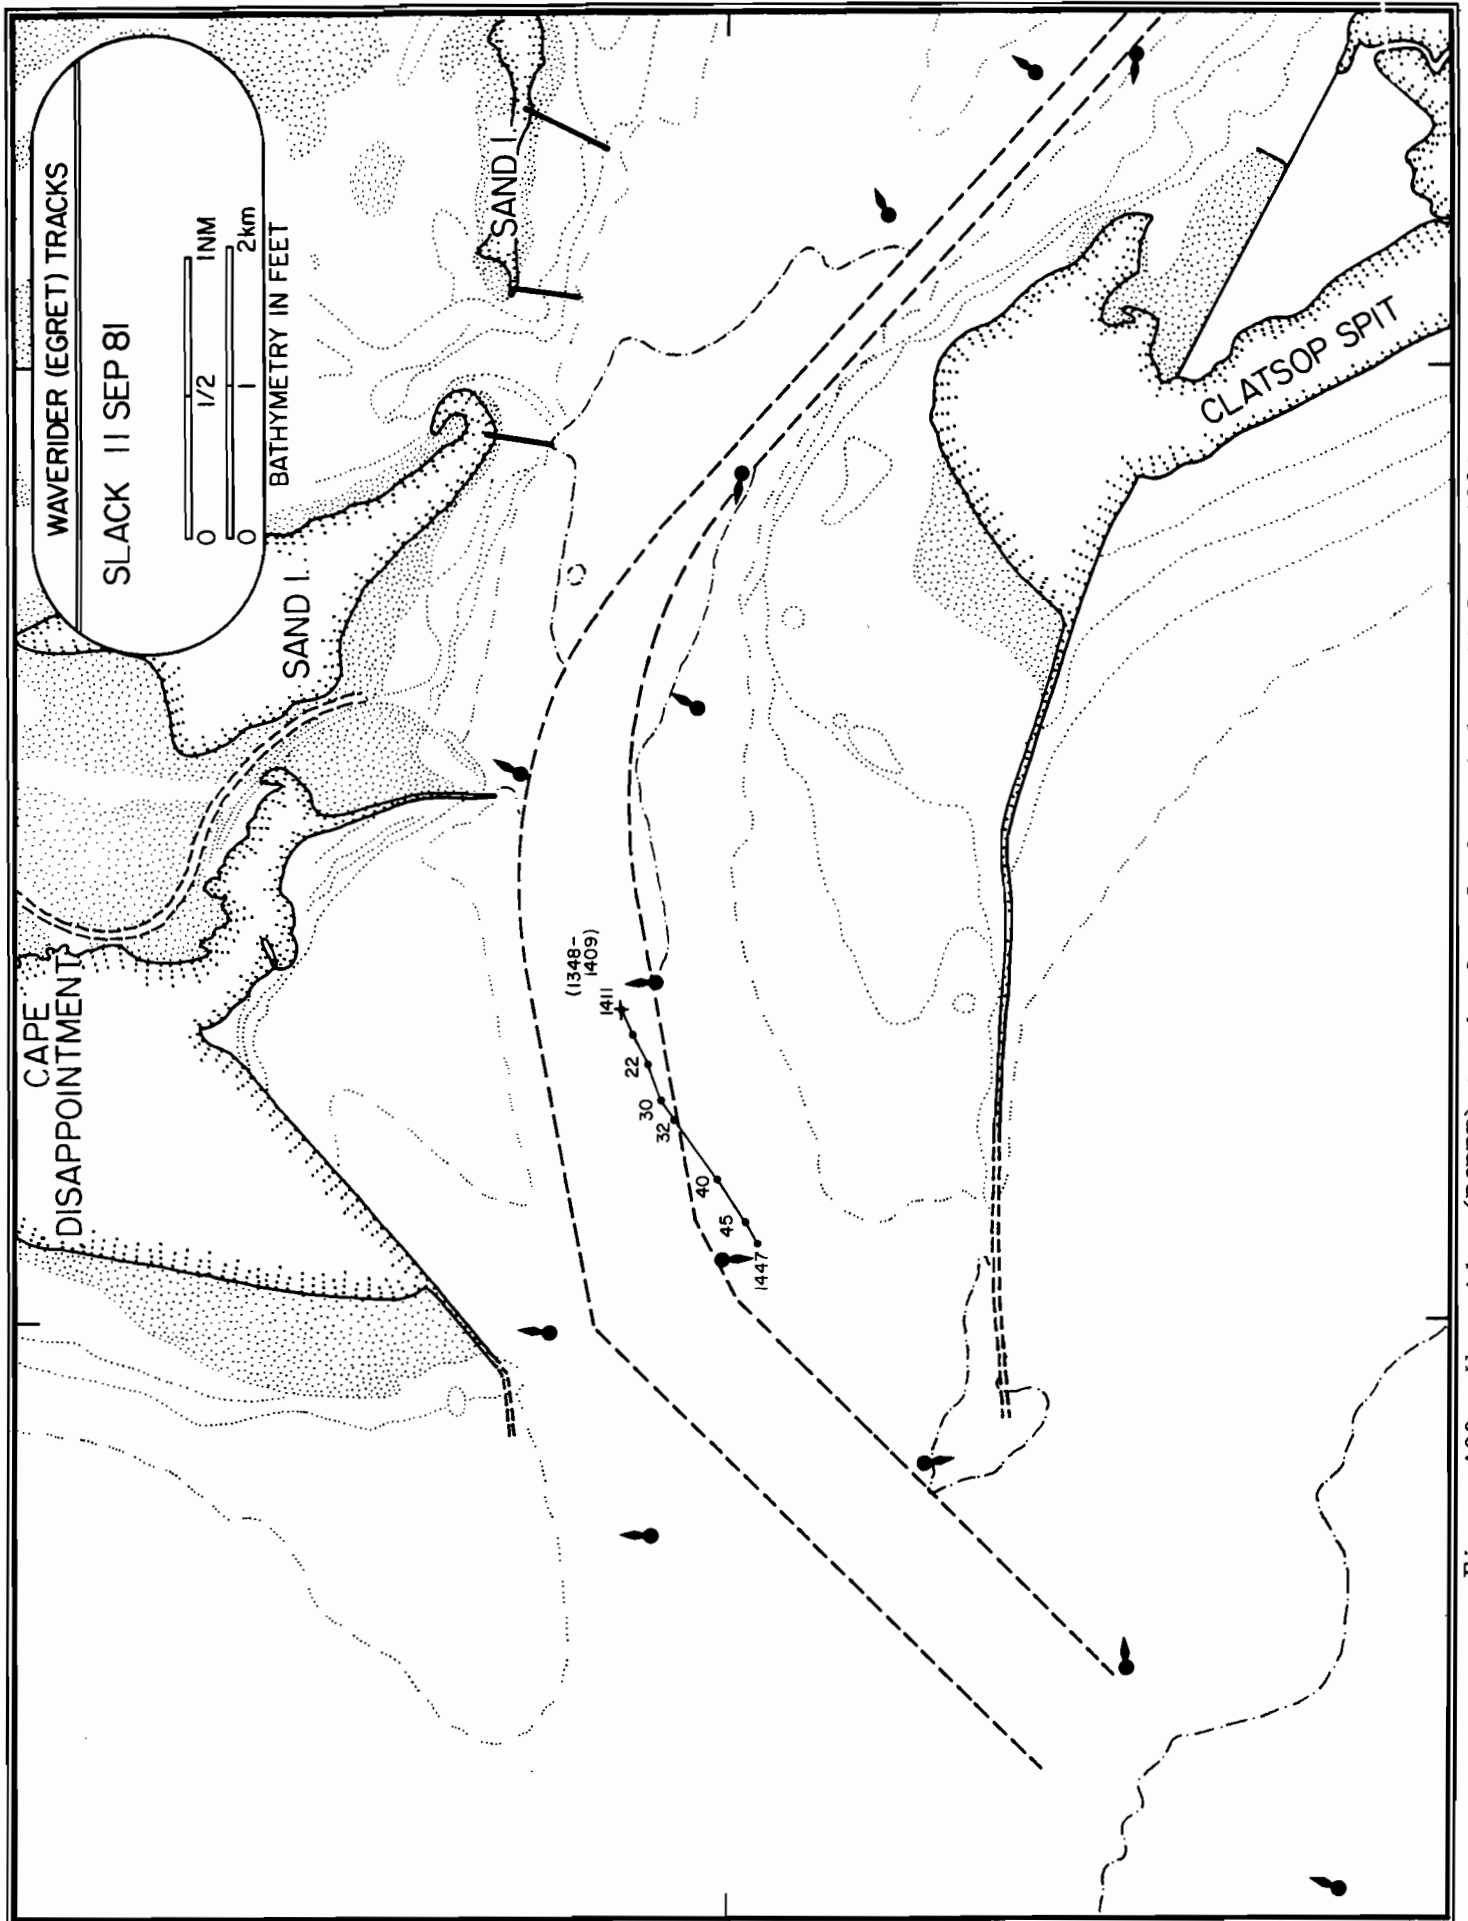 WAVERIDER (EGRET) TRACKS
SLACK 11 SEP 81
0 1/2 1NM
0 1 2km
BATHYMETRY IN FEET
CAPE
DISAPPOINTMENT
SAND I.
SAND I.
CLATSOP SPIT
(1348-
1409)
1411
22
30
32
40
45
1447